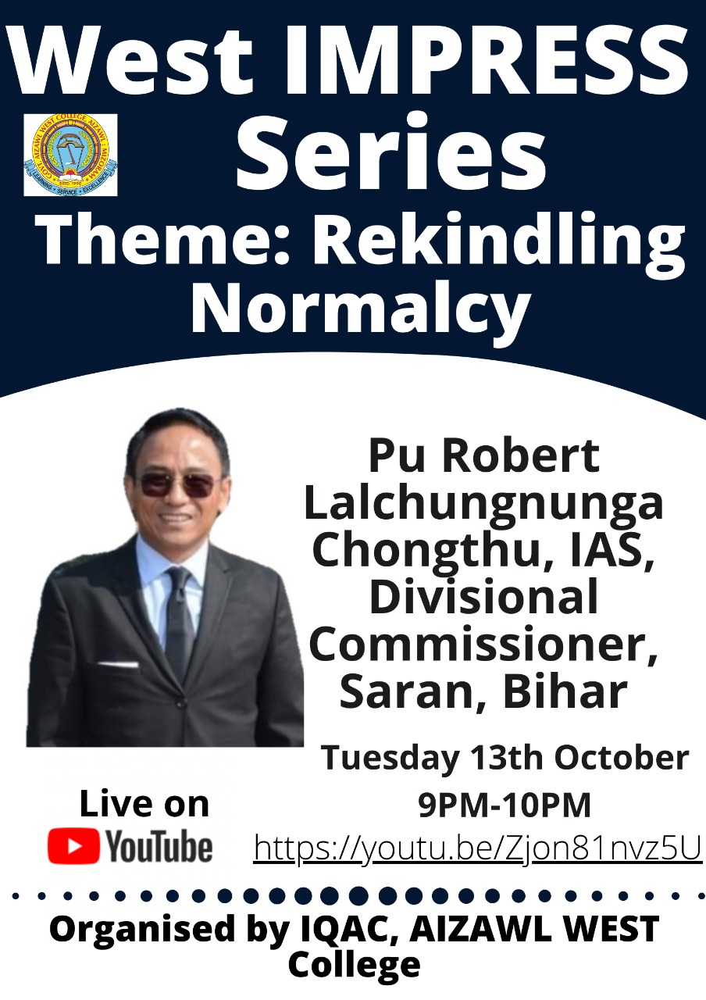 West IMPRESS
Series
GOVT. AIZAWL WEST COLLEGE, AIZAWL : MIZORAM
ESTD. 1990
LEARNING • SERVICE • EXCELLENCE
Theme: Rekindling
Normalcy
Pu Robert
Lalchungnunga
Chongthu, IAS,
Divisional
Commissioner,
Saran, Bihar
Tuesday 13th October
9PM-10PM
Live on
YouTube
https://youtu.be/Zjon81nvz5U
Organised by IQAC, AIZAWL WEST
College